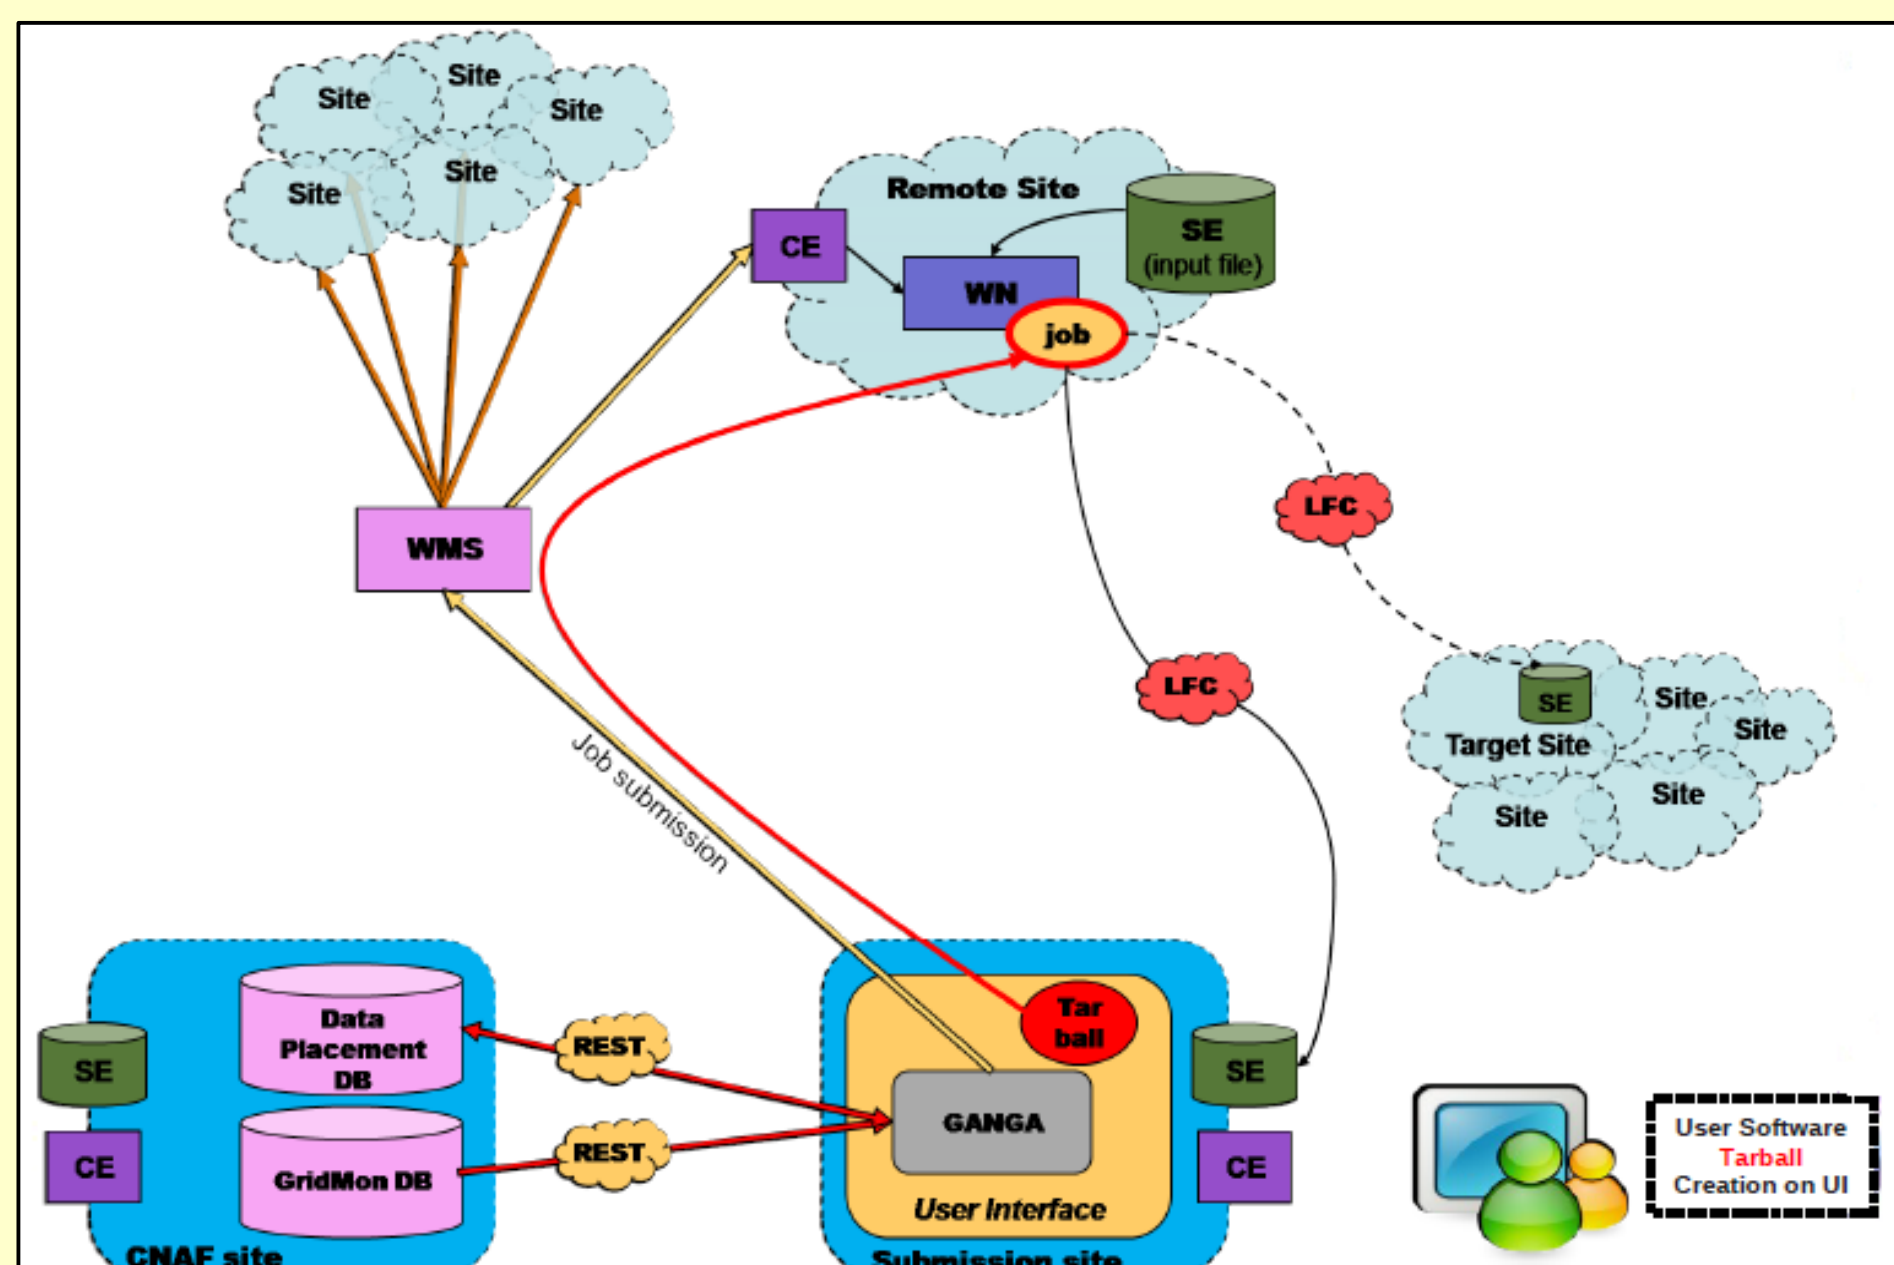 Site
Site
Site
Site
Site
Remote Site
SE
(input file)
CE
WN
job
LFC
WMS
LFC
SE
Site
Target Site
Site
Site
Site
Job submission
Data
Placement
DB
REST
Tar
ball
SE
SE
GANGA
GridMon DB
REST
CE
CE
User Interface
CNAF site
Submission site
User Software
Tarball
Creation on UI